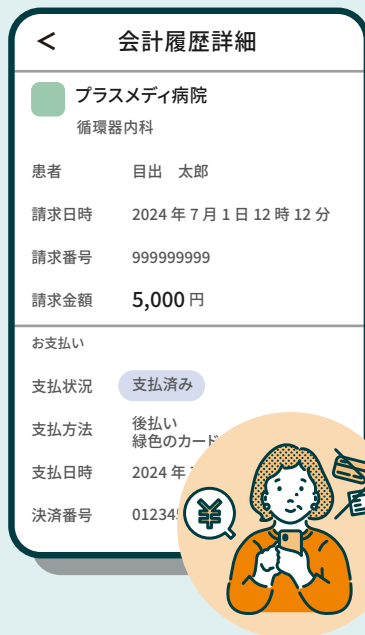 会計履歴詳細
プラスメディ病院
循環器内科
患者 目出 太郎
請求日時 2024 年 7 月 1 日 12 時 12 分
請求番号 999999999
請求金額 5,000 円
お支払い
支払状況 支払済み
支払方法 後払い
緑色のカード
支払日時 2024 年
決済番号 01234
¥